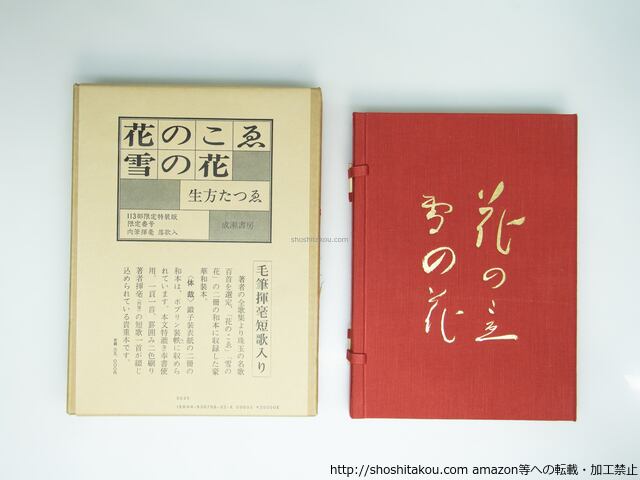 花のこゑ
雪の花
生方たつゑ
113部限定特装版
限定番号
肉筆揮毫 落款入
成瀬書房
shoshitakou.com
毛筆揮毫短歌入り
著者の全歌集より珠玉の名歌
百首を選定、「花のこゑ」「雪の
花」の二冊の和本に収録した豪
華和装本。
〈体裁〉緞子装表紙の二冊の
和本は、ポプリン装帙に収めら
れています。本文特漉き奉書使
用、一頁一首、罫囲み二色刷り
著者揮毫(肉筆)の短歌一首が綴じ
込められている貴重本です。
花のこゑ
雪の花
http://shoshitakou.com amazon等への転載・加工禁止